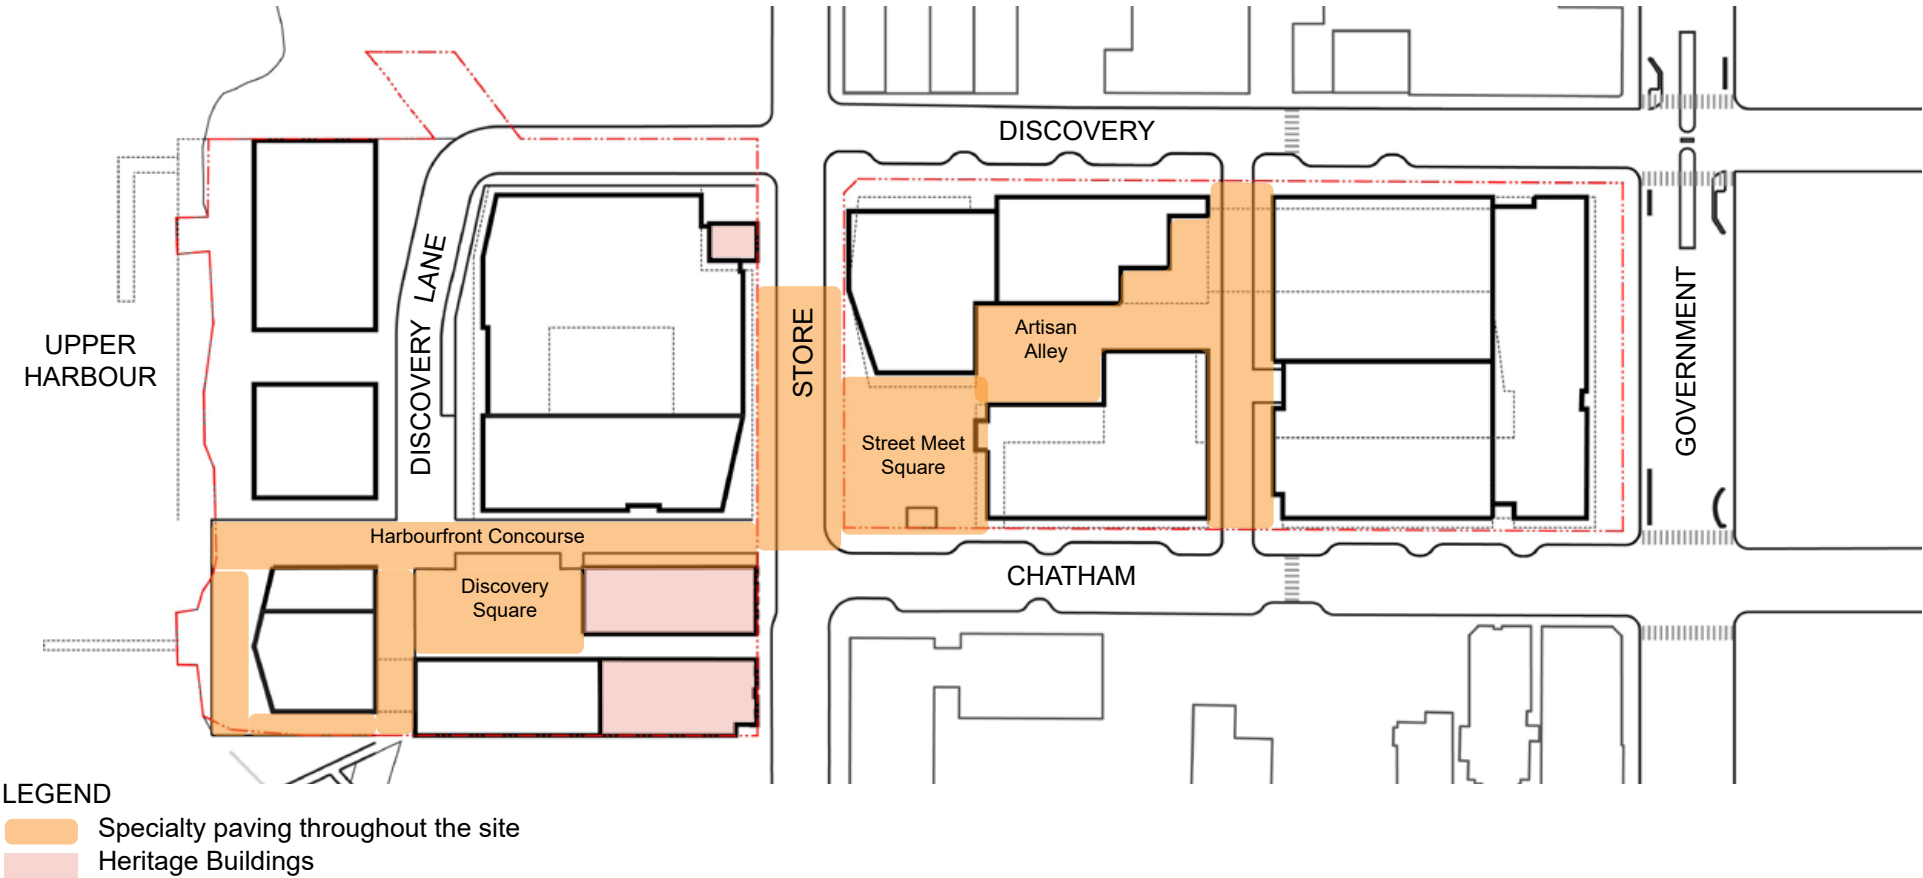 DISCOVERY
DISCOVERY LANE
UPPER
HARBOUR
STORE
Artisan
Alley
GOVERNMENT
Street Meet
Square
Harbourfront Concourse
Discovery
Square
CHATHAM
LEGEND
Specialty paving throughout the site
Heritage Buildings